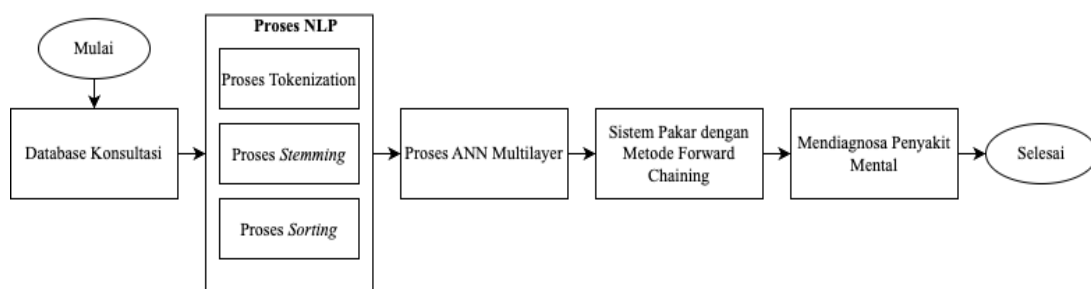 Mulai
Database Konsultasi
Proses NLP
Proses Tokenization
Proses Stemming
Proses Sorting
Proses ANN Multilayer
Sistem Pakar dengan
Metode Forward
Chaining
Mendiagnosa Penyakit
Mental
Selesai